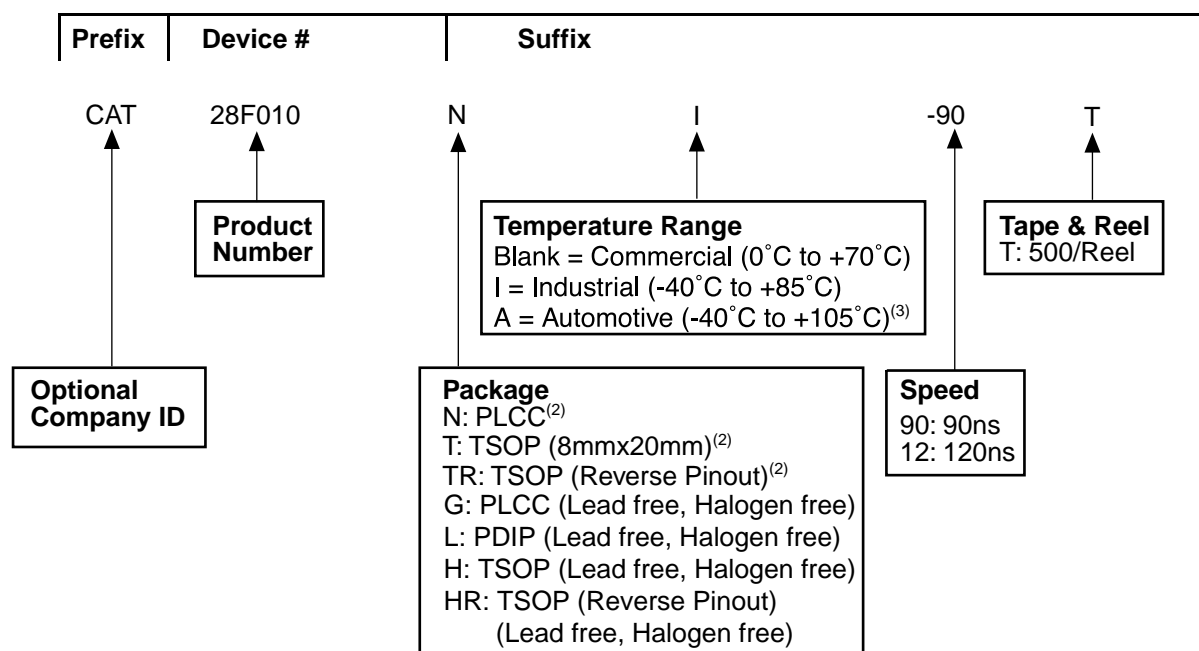 Prefix Device # Suffix
CAT 28F010 N I -90 T
Product
Number
Temperature Range
Blank = Commercial (0˚C to +70˚C)
I = Industrial (-40˚C to +85˚C)
A = Automotive (-40˚C to +105˚C)(3)
Tape & Reel
T: 500/Reel
Optional
Company ID
Package
N: PLCC(2)
T: TSOP (8mmx20mm)(2)
TR: TSOP (Reverse Pinout)(2)
G: PLCC (Lead free, Halogen free)
L: PDIP (Lead free, Halogen free)
H: TSOP (Lead free, Halogen free)
HR: TSOP (Reverse Pinout)
(Lead free, Halogen free)
Speed
90: 90ns
12: 120ns